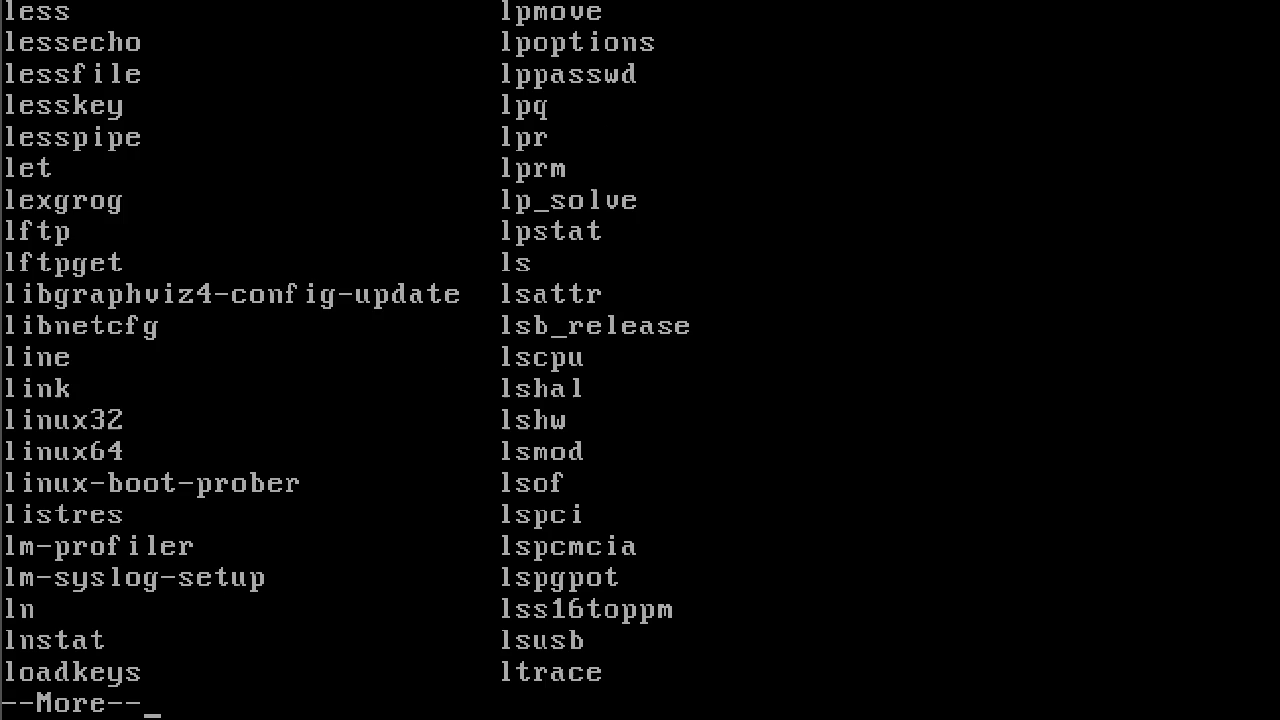 less lpmove
lessecho lpoptions
lessfile lppasswd
lesskey lpq
lesspipe lpr
let lprm
lexgrog lp_solve
lftp lpstat
lftpget ls
libgraphviz4-config-update lsattr
libnetcfg lsb_release
line lscpu
link lshal
linux32 lshw
linux64 lsmod
linux-boot-prober lsof
listres lspci
lm-profiler lspcmcia
lm-syslog-setup lspgpot
ln lss16toppm
lnstat lsusb
loadkeys ltrace
--More--_